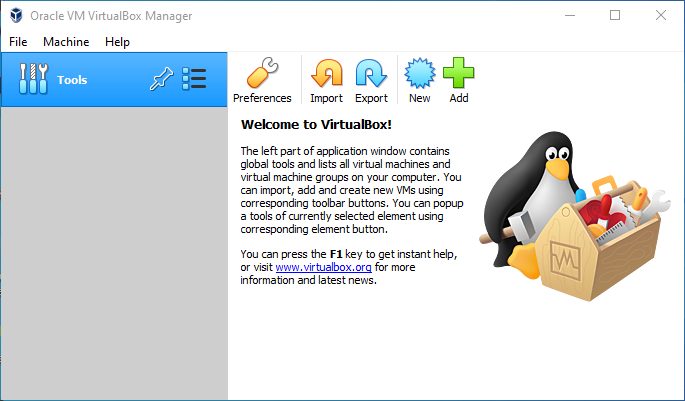 Oracle VM VirtualBox Manager
File Machine Help
Tools
Preferences Import Export New Add
Welcome to VirtualBox!
The left part of application window contains
global tools and lists all virtual machines and
virtual machine groups on your computer. You
can import, add and create new VMs using
corresponding toolbar buttons. You can popup
a tools of currently selected element using
corresponding element button.
You can press the F1 key to get instant help,
or visit www.virtualbox.org for more
information and latest news.